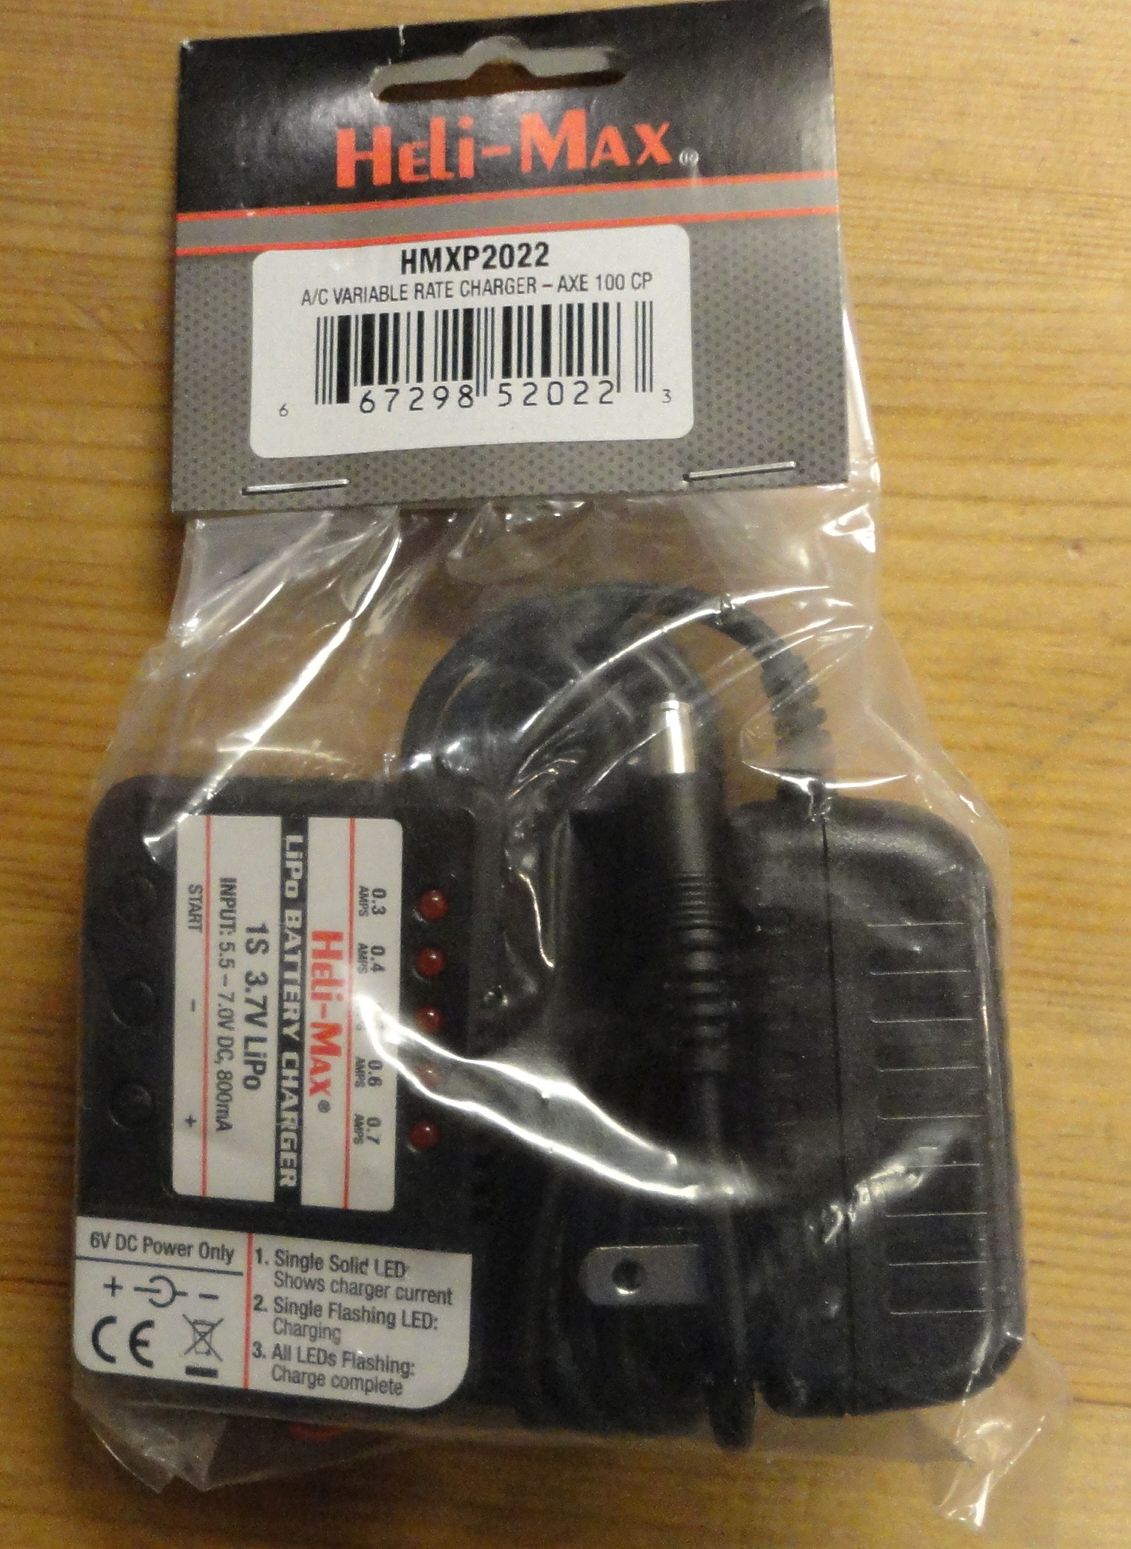 Heli-Max®
HMXP2022
A/C VARIABLE RATE CHARGER – AXE 100 CP
6 67298 52022 3
0.3 AMPS
0.4 AMPS
0.6 AMPS
0.7 AMPS
Heli-Max®
LiPo BATTERY CHARGER
1S 3.7V LiPo
INPUT: 5.5 – 7.0V DC, 800mA
START – +
6V DC Power Only
+ –
CE
1. Single Solid LED:
Shows charger current
2. Single Flashing LED:
Charging
3. All LEDs Flashing:
Charge complete